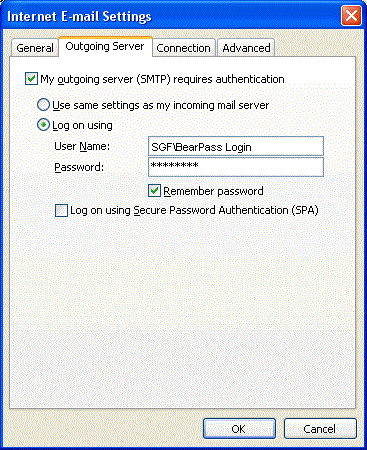 Internet E-mail Settings
General Outgoing Server Connection Advanced
My outgoing server (SMTP) requires authentication
Use same settings as my incoming mail server
Log on using
User Name: SGF\BearPass Login
Password: ********
Remember password
Log on using Secure Password Authentication (SPA)
OK Cancel